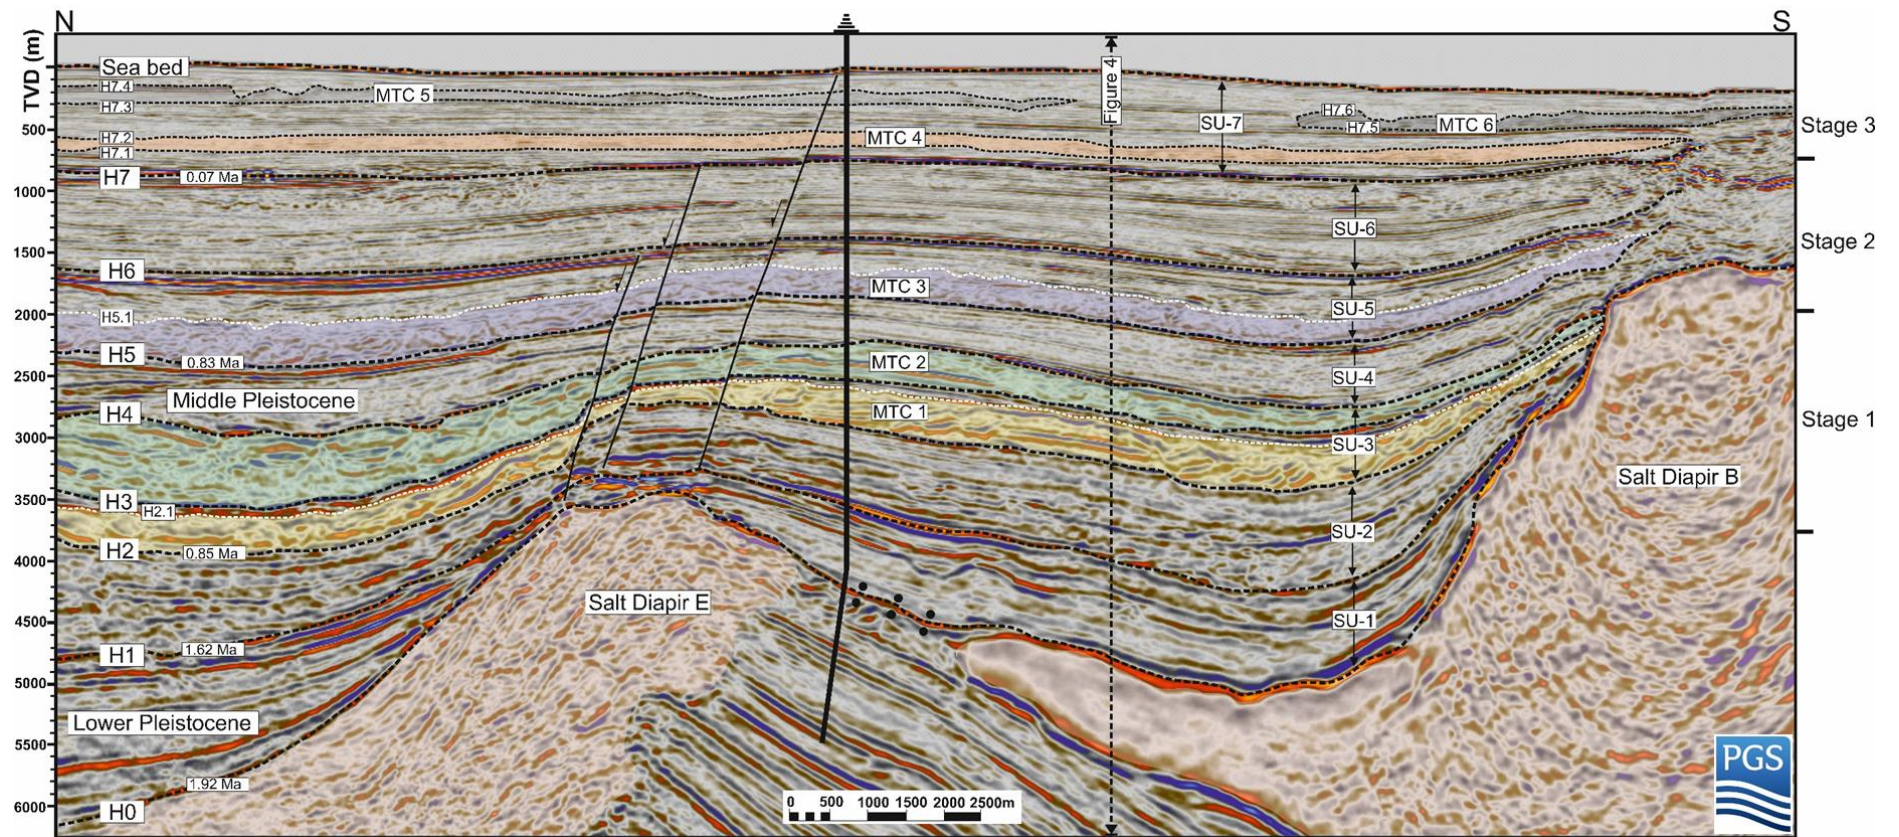 N
S
TVD (m)
Sea bed
H7.4
MTC 5
H7.3
Figure 4
H7.6
SU-7
H7.5
MTC 6
Stage 3
500
H7.2
MTC 4
H7.1
H7
0.07 Ma
1000
SU-6
Stage 2
1500
H6
MTC 3
SU-5
2000
H5.1
H5
0.83 Ma
MTC 2
SU-4
2500
Middle Pleistocene
H4
MTC 1
Stage 1
3000
SU-3
Salt Diapir B
3500
H3
H2.1
SU-2
H2
0.85 Ma
4000
Salt Diapir E
4500
SU-1
H1
1.62 Ma
5000
Lower Pleistocene
5500
PGS
1.92 Ma
6000
H0
0 500 1000 1500 2000 2500m